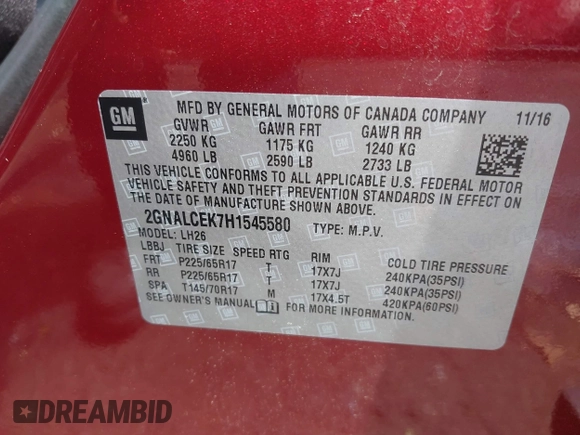 GM
MFD BY GENERAL MOTORS OF CANADA COMPANY 11/16
GVWR GAWR FRT GAWR RR
2250 KG 1175 KG 1240 KG
4960 LB 2590 LB 2733 LB
THIS VEHICLE CONFORMS TO ALL APPLICABLE U.S. FEDERAL MOTOR
VEHICLE SAFETY AND THEFT PREVENTION STANDARDS IN EFFECT ON
THE DATE OF MANUFACTURE SHOWN ABOVE.
2GNALCEK7H1545580 TYPE: M.P.V.
MODEL: LH26
LBBJ TIRE SIZE SPEED RTG RIM COLD TIRE PRESSURE
FRT P225/65R17 T 17X7J 240KPA(35PSI)
RR P225/65R17 T 17X7J 240KPA(35PSI)
SPA T145/70R17 M 17X4.5T 420KPA(60PSI)
SEE OWNER'S MANUAL FOR MORE INFORMATION.
DREAMBID